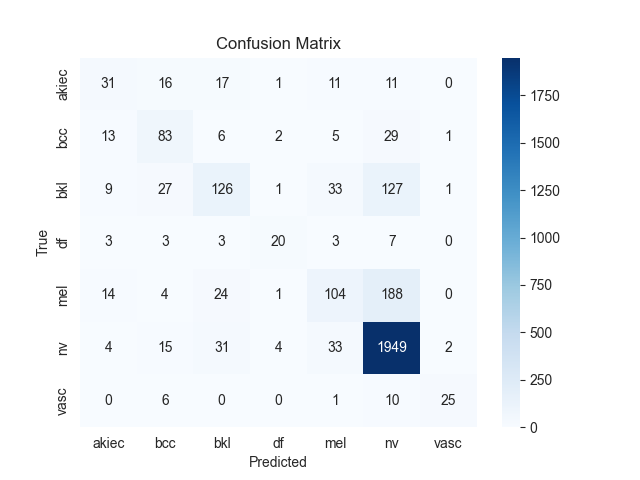 Confusion Matrix
akiec 31 16 17 1 11 11 0
bcc 13 83 6 2 5 29 1
bkl 9 27 126 1 33 127 1
df 3 3 3 20 3 7 0
mel 14 4 24 1 104 188 0
nv 4 15 31 4 33 1949 2
vasc 0 6 0 0 1 10 25
akiec bcc bkl df mel nv vasc
Predicted
True
1750
1500
1250
1000
750
500
250
0